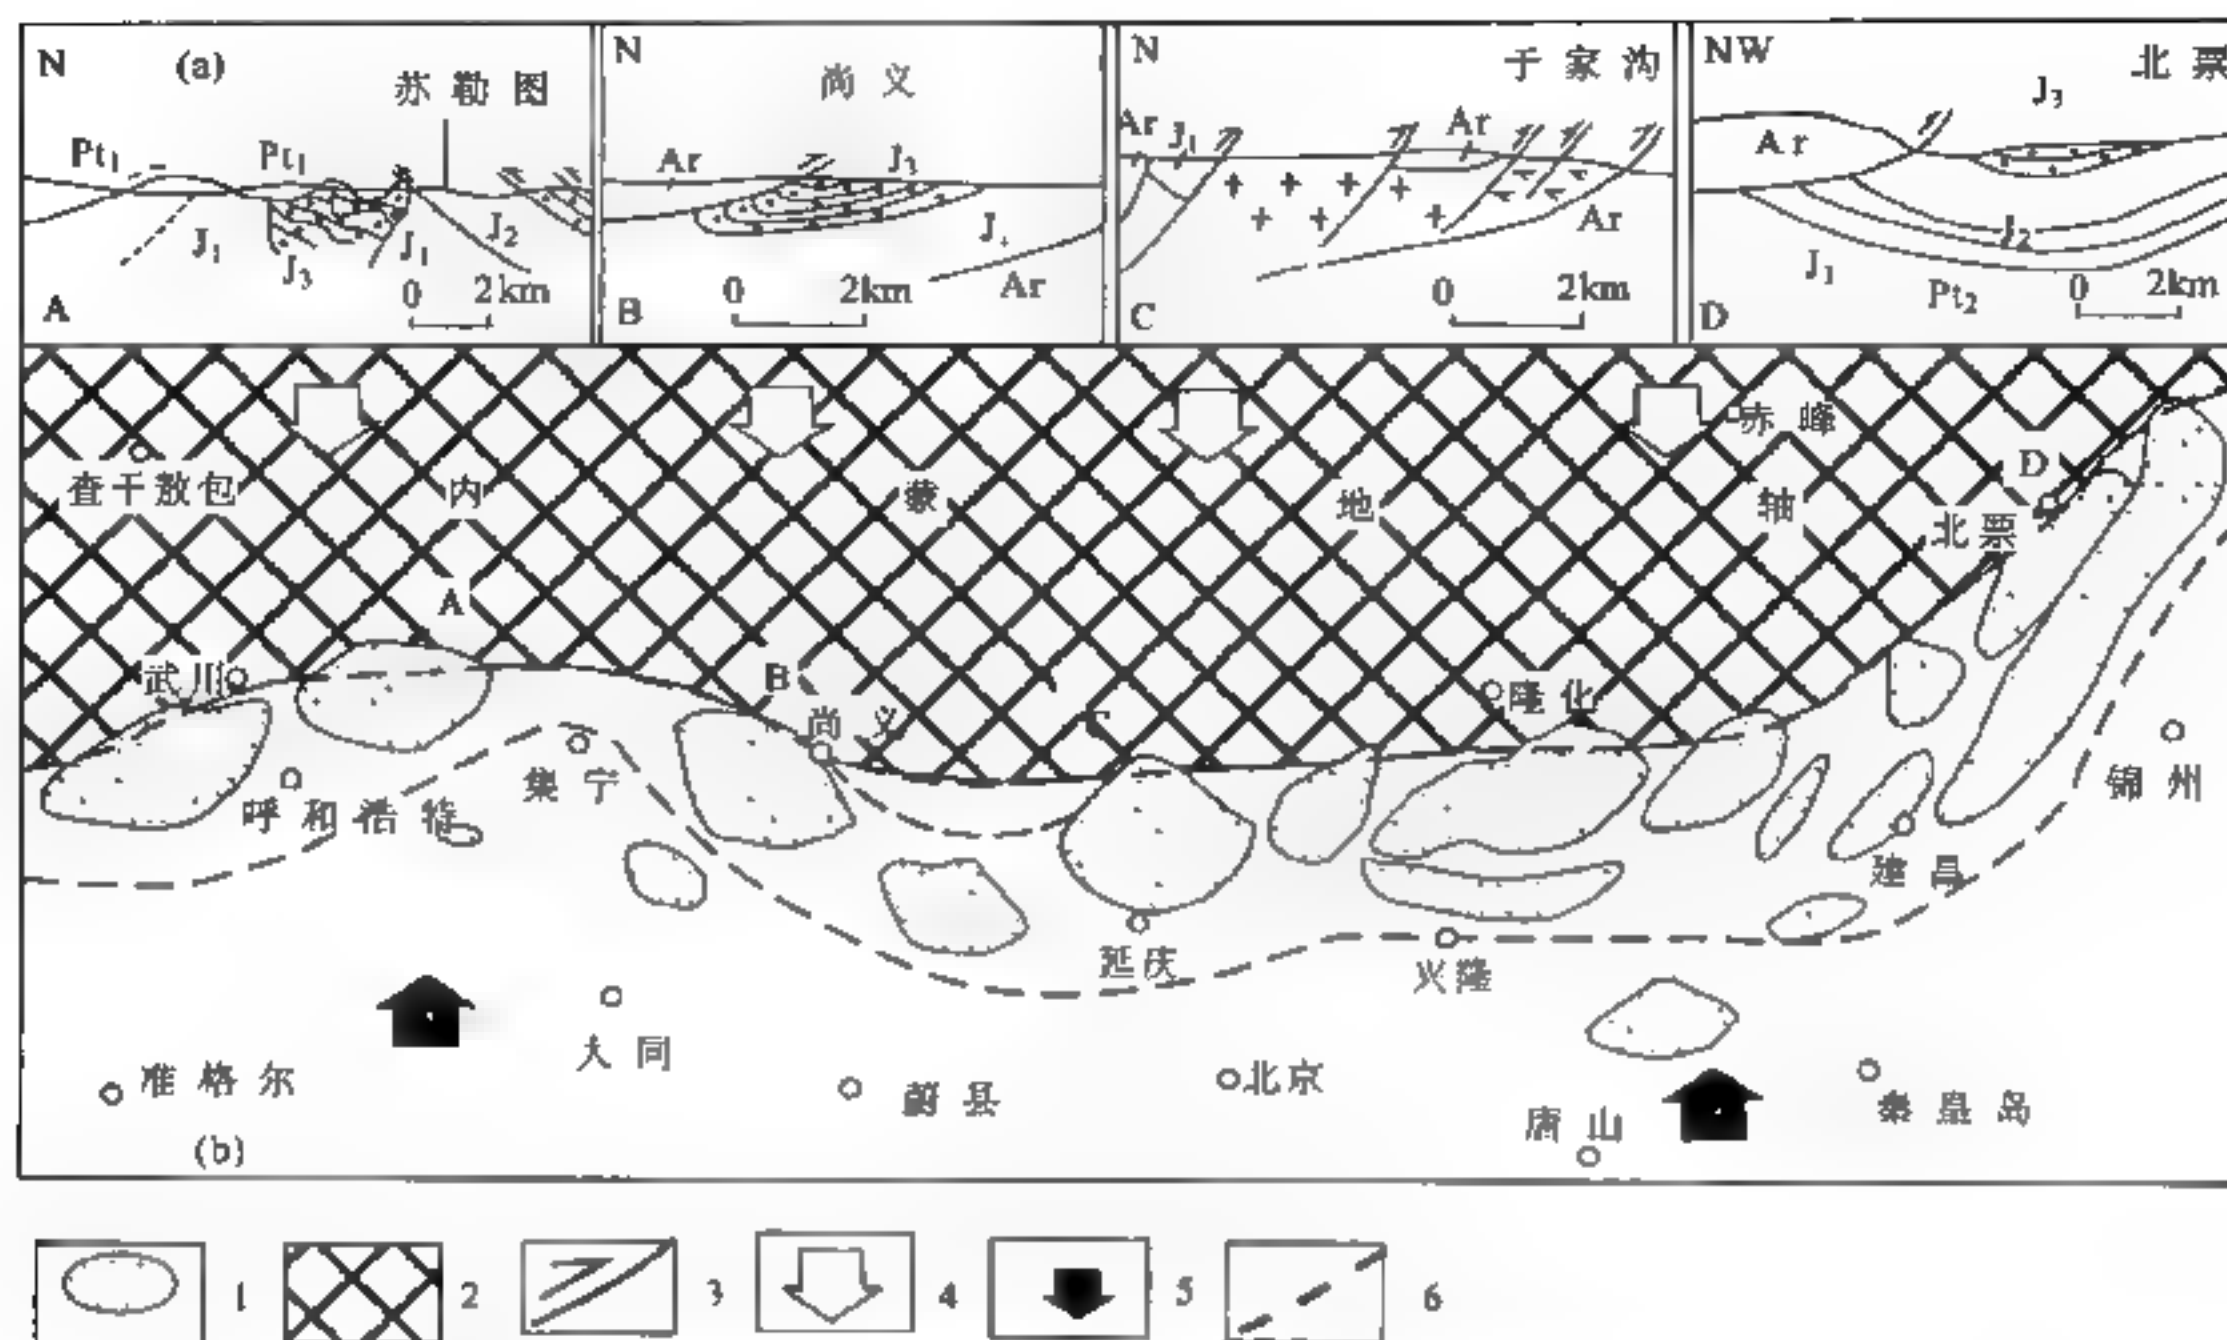 N (a) 苏勒图
Pt₁ Pt₁
J₁ J₃ J₁ J₂
0 2km
A
N 尚义
Ar J₃
J₁ Ar
0 2km
B
N 于家沟
Ar J₁ Ar
Ar
0 2km
C
NW 北票
J₃
Ar
J₂
J₁ Pt₂
0 2km
D
赤峰
D
查干敖包 内 蒙 地 轴
北票
A
武川 B 隆化
尚义 C
集宁 锦州
呼和浩特
建昌
延庆 兴隆
大同
准格尔 蔚县 北京
唐山 秦皇岛
(b)
1 2 3 4 5 6